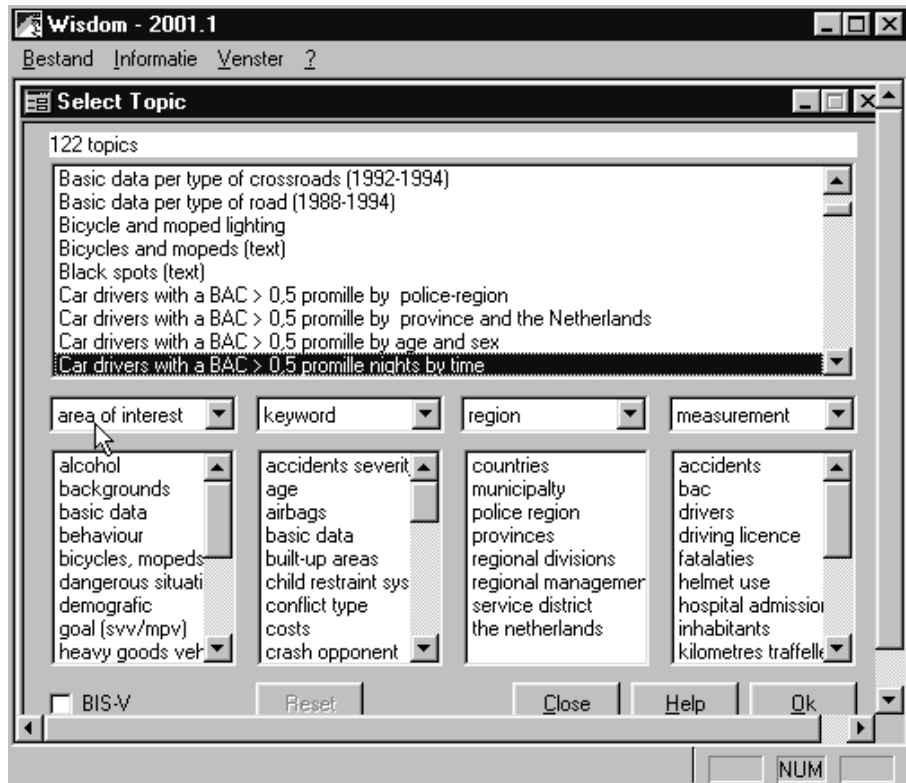 Wisdom - 2001.1
Bestand Informatie Venster ?
Select Topic
122 topics
Basic data per type of crossroads (1992-1994)
Basic data per type of road (1988-1994)
Bicycle and moped lighting
Bicycles and mopeds (text)
Black spots (text)
Car drivers with a BAC > 0,5 promille by police-region
Car drivers with a BAC > 0,5 promille by province and the Netherlands
Car drivers with a BAC > 0,5 promille by age and sex
Car drivers with a BAC > 0,5 promille nights by time
area of interest keyword region measurement
alcohol accidents severit countries accidents
backgrounds age municipalty bac
basic data airbags police region drivers
behaviour basic data provinces driving licence
bicycles, mopeds built-up areas regional divisions fatalaties
dangerous situati child restraint sys regional managemer helmet use
demografic conflict type service district hospital admission
goal (svv/mpv) costs the netherlands inhabitants
heavy goods veh crash opponent kilometres traffelle
BIS-V Reset Close Help Ok
NUM